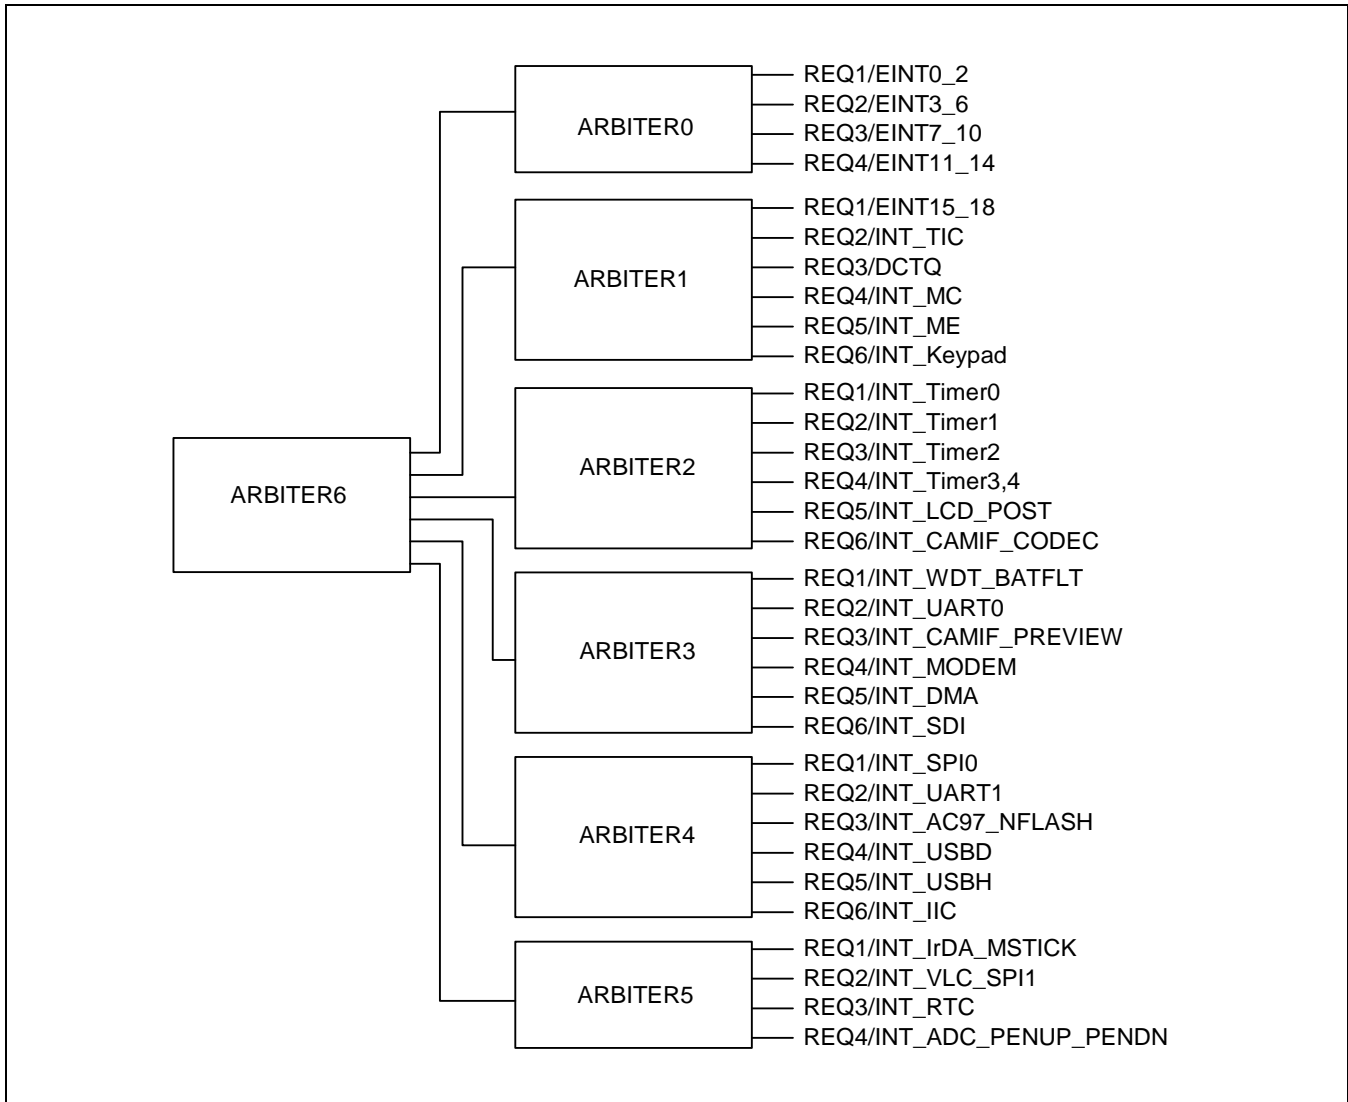 ARBITER6
ARBITER0
REQ1/EINT0_2
REQ2/EINT3_6
REQ3/EINT7_10
REQ4/EINT11_14
ARBITER1
REQ1/EINT15_18
REQ2/INT_TIC
REQ3/DCTQ
REQ4/INT_MC
REQ5/INT_ME
REQ6/INT_Keypad
ARBITER2
REQ1/INT_Timer0
REQ2/INT_Timer1
REQ3/INT_Timer2
REQ4/INT_Timer3,4
REQ5/INT_LCD_POST
REQ6/INT_CAMIF_CODEC
ARBITER3
REQ1/INT_WDT_BATFLT
REQ2/INT_UART0
REQ3/INT_CAMIF_PREVIEW
REQ4/INT_MODEM
REQ5/INT_DMA
REQ6/INT_SDI
ARBITER4
REQ1/INT_SPI0
REQ2/INT_UART1
REQ3/INT_AC97_NFLASH
REQ4/INT_USBD
REQ5/INT_USBH
REQ6/INT_IIC
ARBITER5
REQ1/INT_IrDA_MSTICK
REQ2/INT_VLC_SPI1
REQ3/INT_RTC
REQ4/INT_ADC_PENUP_PENDN